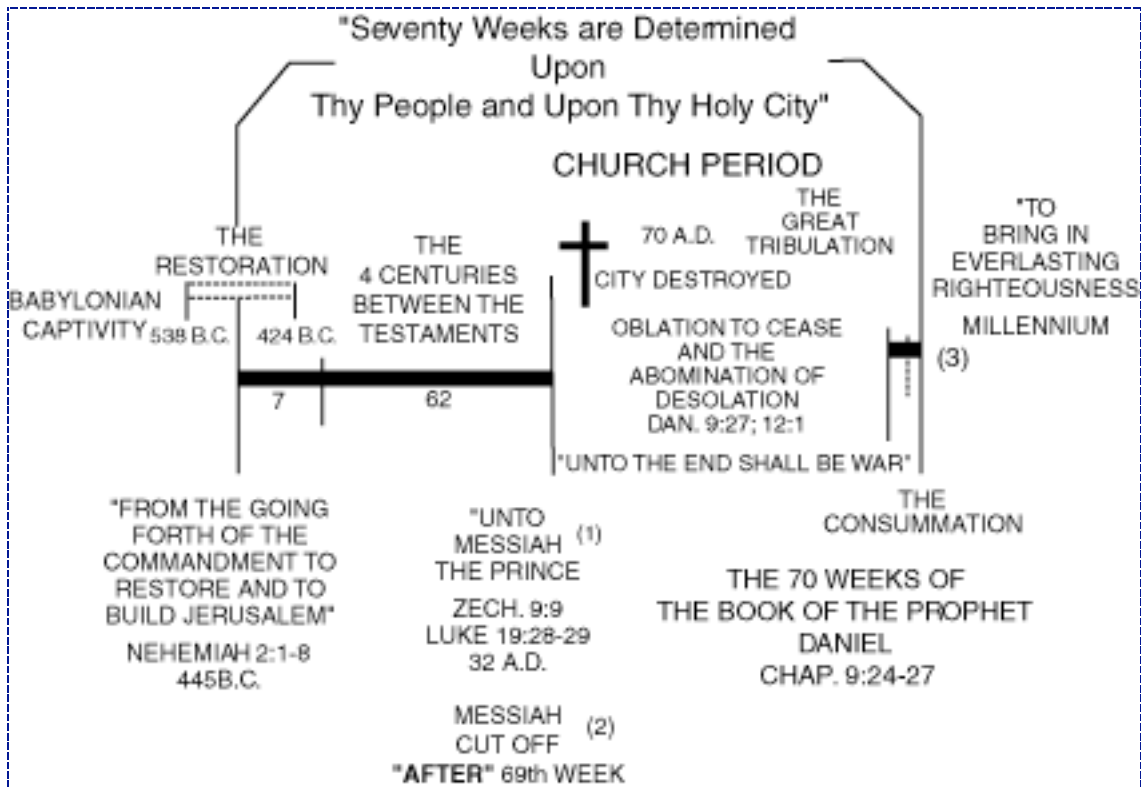 "Seventy Weeks are Determined
Upon
Thy People and Upon Thy Holy City"
CHURCH PERIOD
THE
RESTORATION
BABYLONIAN
CAPTIVITY
538 B.C.
424 B.C.
THE
4 CENTURIES
BETWEEN THE
TESTAMENTS
70 A.D.
CITY DESTROYED
THE
GREAT
TRIBULATION
"TO
BRING IN
EVERLASTING
RIGHTEOUSNESS
MILLENNIUM
OBLATION TO CEASE
AND THE
ABOMINATION OF
DESOLATION
DAN. 9:27; 12:1
(3)
7
62
"UNTO THE END SHALL BE WAR"
"FROM THE GOING
FORTH OF THE
COMMANDMENT TO
RESTORE AND TO
BUILD JERUSALEM"
NEHEMIAH 2:1-8
445B.C.
"UNTO
MESSIAH (1)
THE PRINCE
ZECH. 9:9
LUKE 19:28-29
32 A.D.
MESSIAH
CUT OFF (2)
"AFTER" 69th WEEK
THE
CONSUMMATION
THE 70 WEEKS OF
THE BOOK OF THE PROPHET
DANIEL
CHAP. 9:24-27